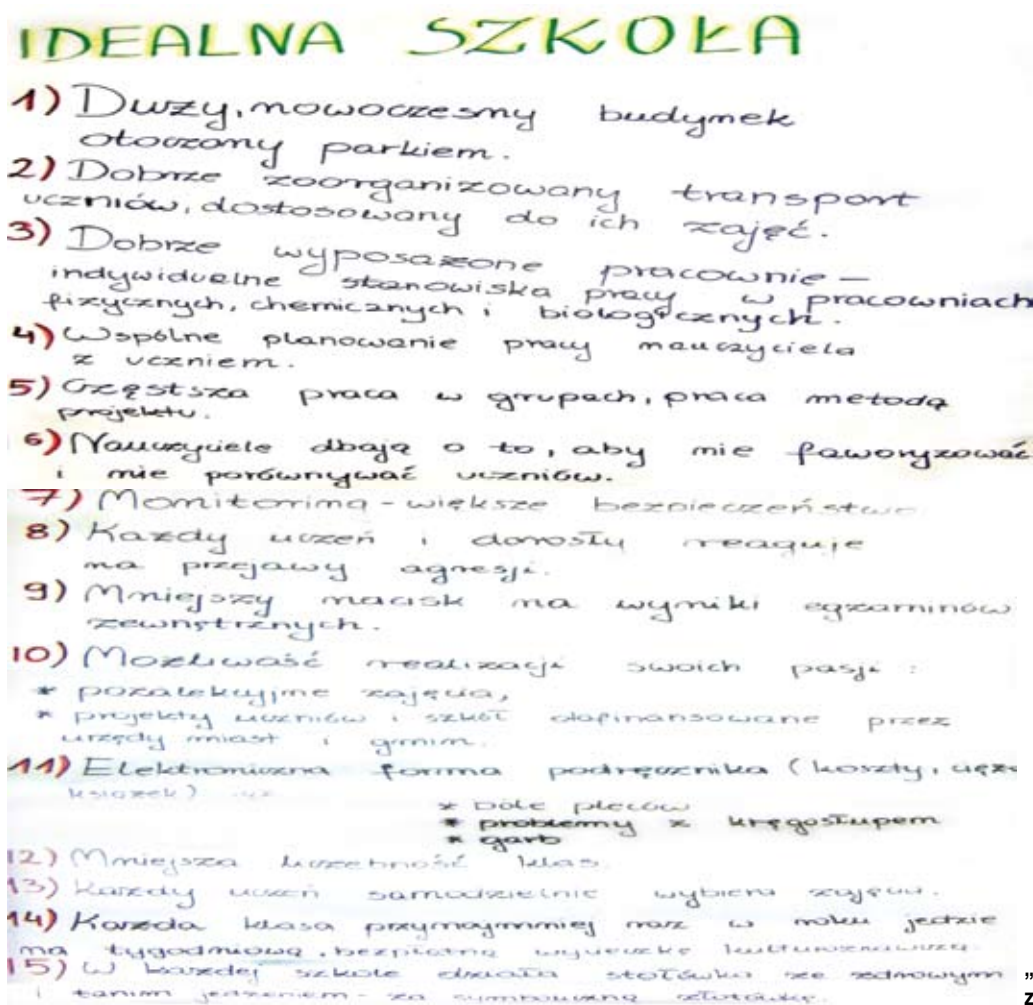 IDEALNA SZKOŁA
1) Duży, nowoczesny budynek
otoczony parkiem.
2) Dobrze zoorganizowany transport
uczniów, dostosowany do ich zajęć.
3) Dobrze wyposażone pracownie –
indywidualne stanowiska pracy w pracowniach
fizycznych, chemicznych i biologicznych.
4) Wspólne planowanie pracy nauczyciela
z uczniem.
5) Częstsza praca w grupach, praca metodą
projektu.
6) Nauczyciele dbają o to, aby nie faworyzować
i nie porównywać uczniów.
7) Monitoring - większe bezpieczeństwo
8) Każdy uczeń i dorosły reaguje
na przejawy agresji.
9) Mniejszy nacisk na wyniki egzaminów
zewnętrznych.
10) Możliwość realizacji swoich pasji :
* pozalekcyjne zajęcia,
* projekty uczniów i szkół dofinansowane przez
urzędy miast i gmin.
11) Elektroniczna forma podręcznika (koszty,
książek)
* bóle pleców
* problemy z kręgosłupem
* garb
12) Mniejsza liczebność klas.
13) Każdy uczeń samodzielnie wybiera zajęcia.
14) Każda klasa przynajmniej raz w roku jedzie
na tygodniową, bezpłatną wycieczkę kulturoznawczą.
15) W każdej szkole działa stołówka ze zdrowym „
i tanim jedzeniem - za symboliczną złotówkę. z